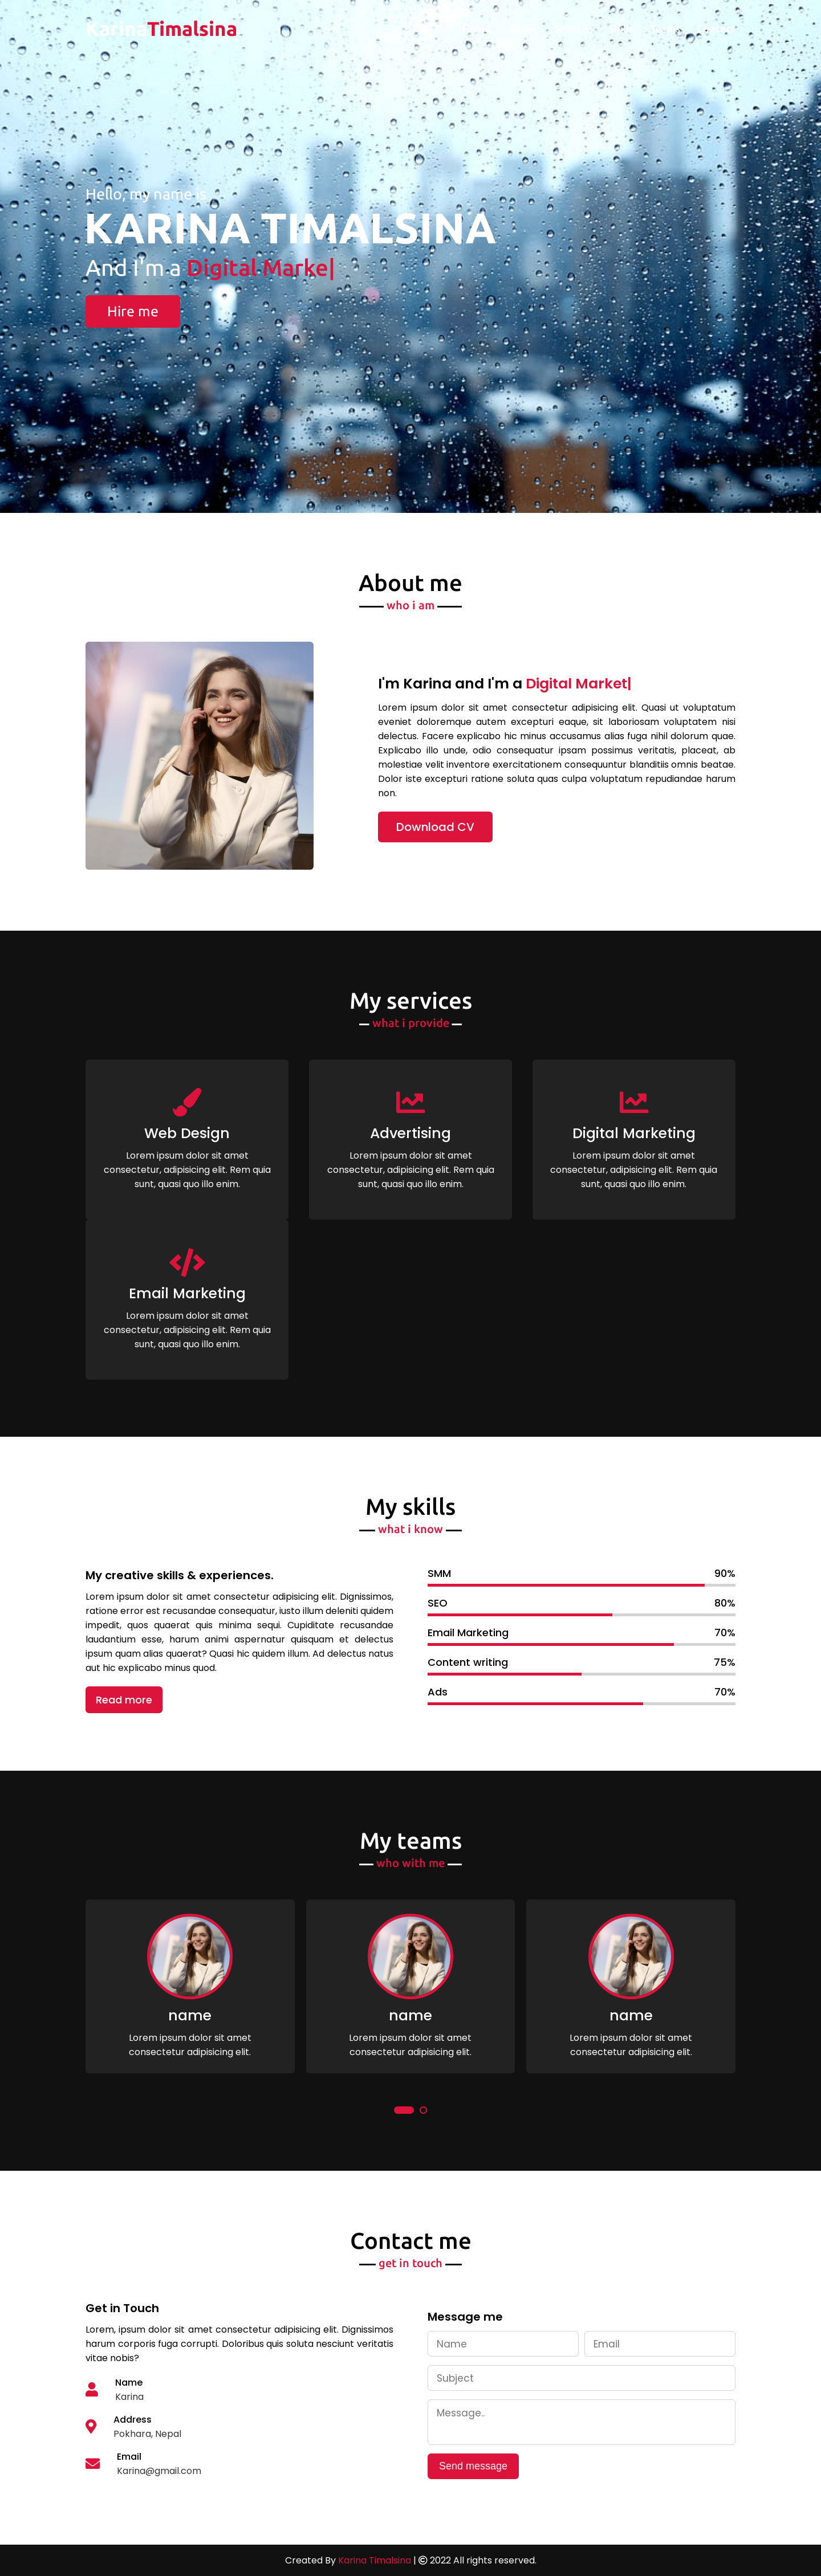 KarinaTimalsina
Hello, my name is
KARINA TIMALSINA
And I'm a Digital Marke|
Hire me
About me
who i am
I'm Karina and I'm a Digital Market|
Lorem ipsum dolor sit amet consectetur adipisicing elit. Quasi ut voluptatum
eveniet doloremque autem excepturi eaque, sit laboriosam voluptatem nisi
delectus. Facere explicabo hic minus accusamus alias fuga nihil dolorum quae.
Explicabo illo unde, odio consequatur ipsam possimus veritatis, placeat, ab
molestiae velit inventore exercitationem consequuntur blanditiis omnis beatae.
Dolor iste excepturi ratione soluta quas culpa voluptatum repudiandae harum
non.
Download CV
My services
what i provide
Web Design
Lorem ipsum dolor sit amet
consectetur, adipisicing elit. Rem quia
sunt, quasi quo illo enim.
Advertising
Lorem ipsum dolor sit amet
consectetur, adipisicing elit. Rem quia
sunt, quasi quo illo enim.
Digital Marketing
Lorem ipsum dolor sit amet
consectetur, adipisicing elit. Rem quia
sunt, quasi quo illo enim.
Email Marketing
Lorem ipsum dolor sit amet
consectetur, adipisicing elit. Rem quia
sunt, quasi quo illo enim.
My skills
what i know
My creative skills & experiences.
Lorem ipsum dolor sit amet consectetur adipisicing elit. Dignissimos,
ratione error est recusandae consequatur, iusto illum deleniti quidem
impedit, quos quaerat quis minima sequi. Cupiditate recusandae
laudantium esse, harum animi aspernatur quisquam et delectus
ipsum quam alias quaerat? Quasi hic quidem illum. Ad delectus natus
aut hic explicabo minus quod.
Read more
SMM 90%
SEO 80%
Email Marketing 70%
Content writing 75%
Ads 70%
My teams
who with me
name
Lorem ipsum dolor sit amet
consectetur adipisicing elit.
name
Lorem ipsum dolor sit amet
consectetur adipisicing elit.
name
Lorem ipsum dolor sit amet
consectetur adipisicing elit.
Contact me
get in touch
Get in Touch
Lorem, ipsum dolor sit amet consectetur adipisicing elit. Dignissimos
harum corporis fuga corrupti. Doloribus quis soluta nesciunt veritatis
vitae nobis?
Name
Karina
Address
Pokhara, Nepal
Email
Karina@gmail.com
Message me
Name
Email
Subject
Message..
Send message
Created By Karina Timalsina | © 2022 All rights reserved.